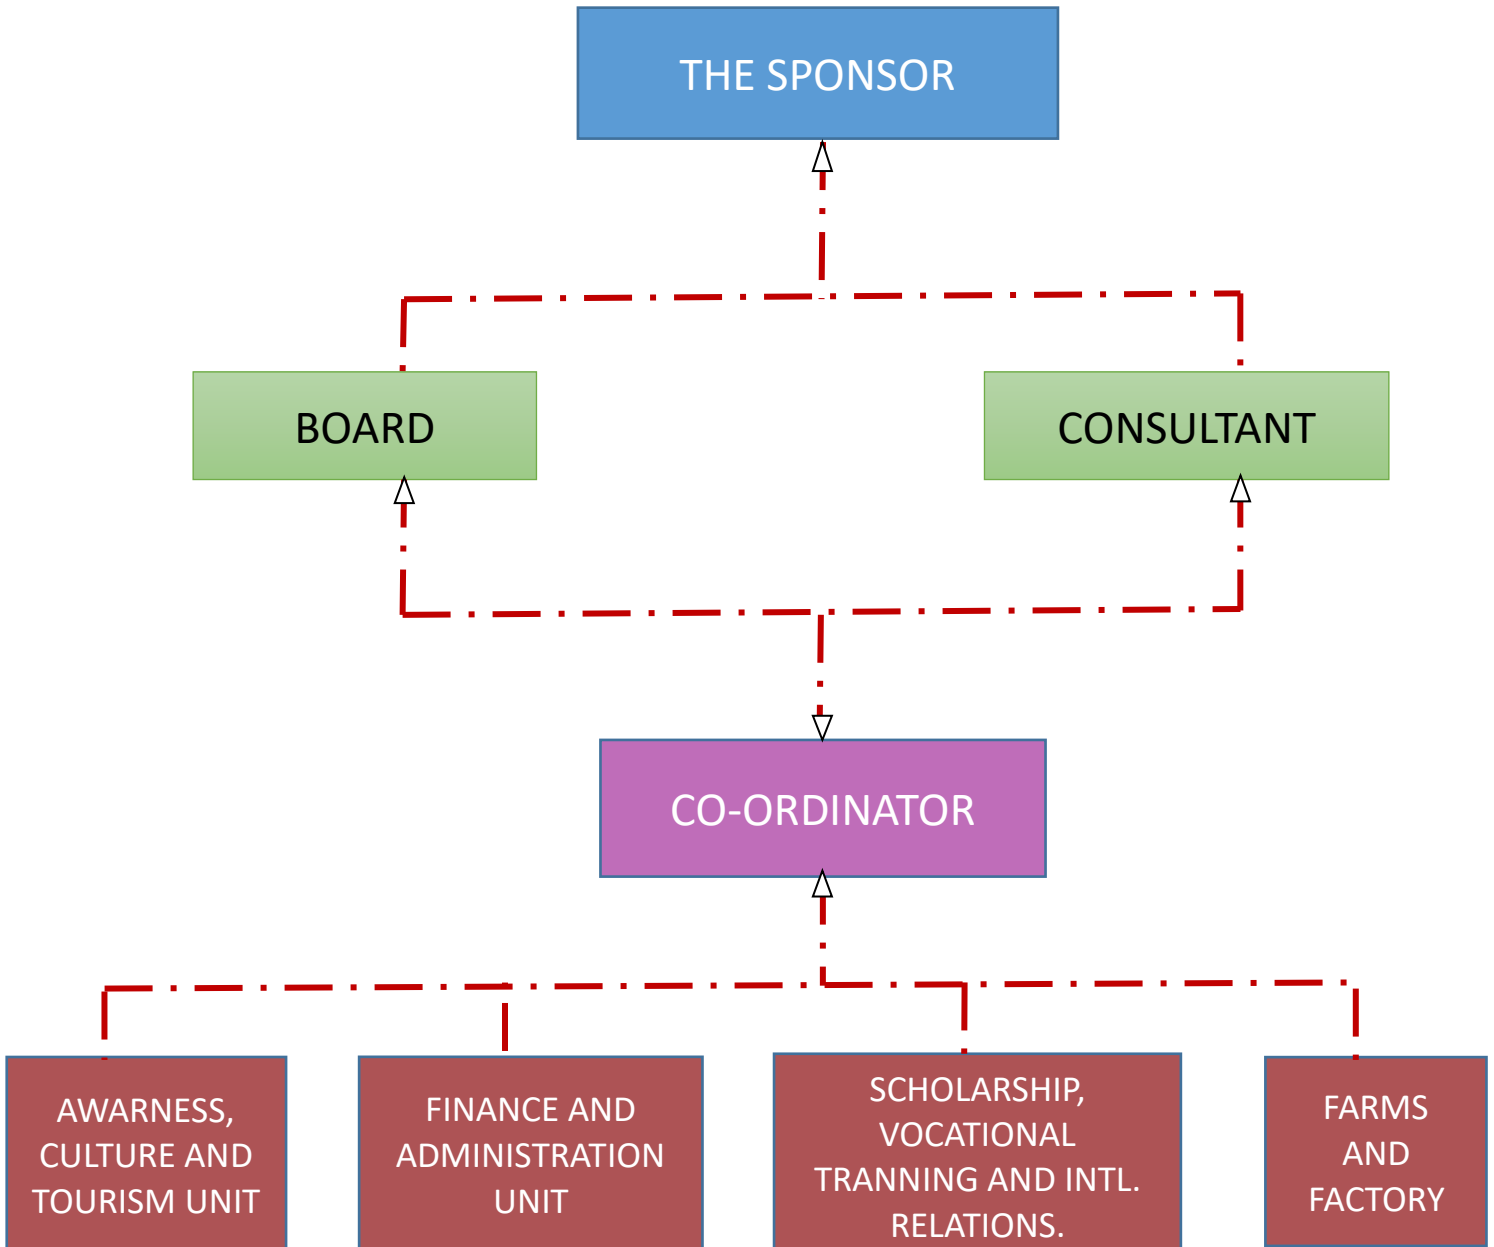 THE SPONSOR
BOARD
CONSULTANT
CO-ORDINATOR
AWARNESS,
CULTURE AND
TOURISM UNIT
FINANCE AND
ADMINISTRATION
UNIT
SCHOLARSHIP,
VOCATIONAL
TRANNING AND INTL.
RELATIONS.
FARMS
AND
FACTORY